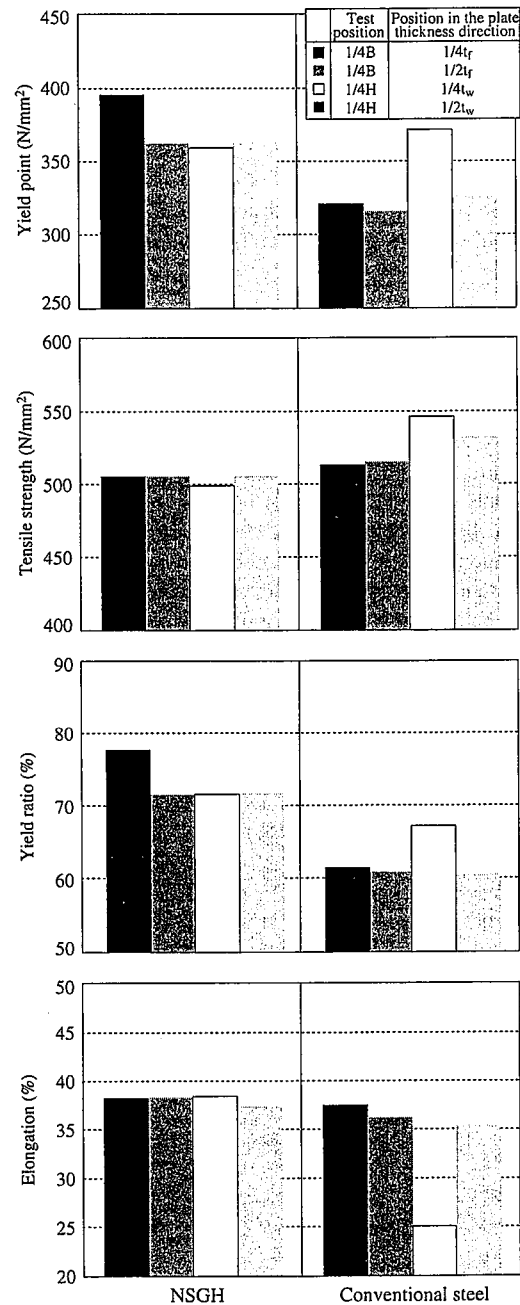 Test position
Position in the plate thickness direction
1/4B 1/4tf
1/4B 1/2tf
1/4H 1/4tw
1/4H 1/2tw
Yield point (N/mm²)
400
350
300
250
Tensile strength (N/mm²)
600
550
500
450
400
Yield ratio (%)
90
80
70
60
50
Elongation (%)
50
45
40
35
30
25
20
NSGH
Conventional steel